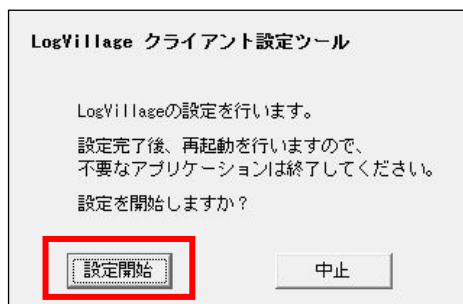 LogVillage クライアント設定ツール
LogVillageの設定を行います。
設定完了後、再起動を行いますので、
不要なアプリケーションは終了してください。
設定を開始しますか？
設定開始
中止